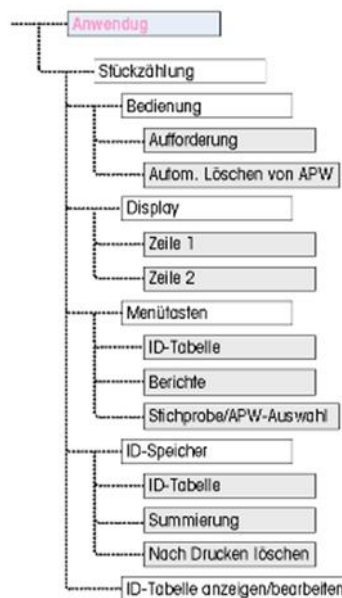 Anwendug
Stückzählung
Bedienung
Aufforderung
Autom. Löschen von APW
Display
Zeile 1
Zeile 2
Menütasten
ID-Tabelle
Berichte
Stichprobe/APW-Auswahl
ID-Speicher
ID-Tabelle
Summierung
Nach Drucken löschen
ID-Tabelle anzeigen/bearbeiten